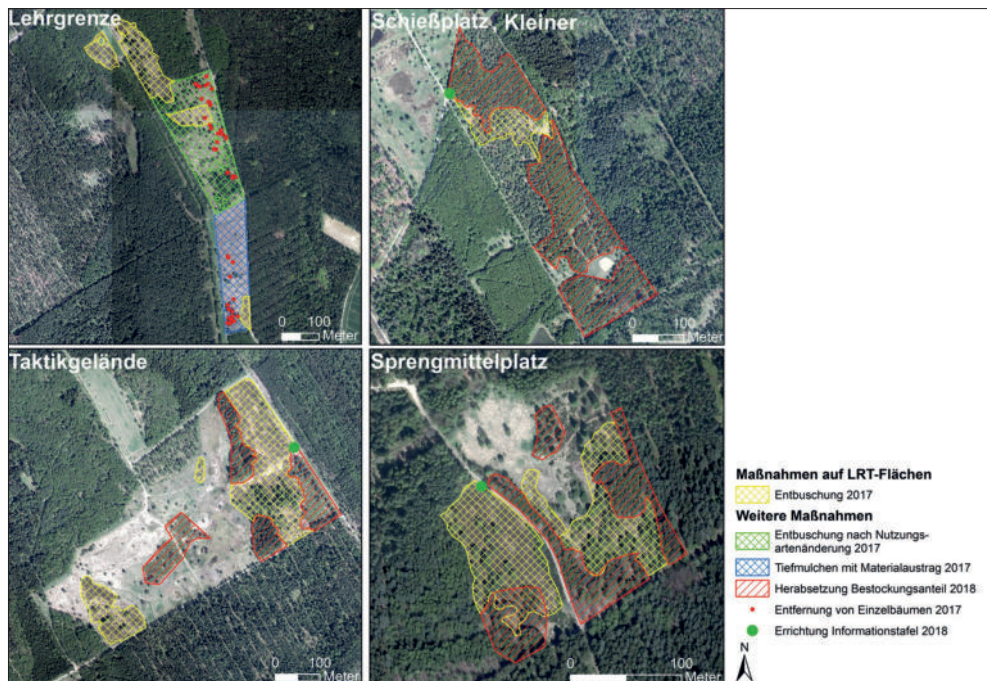 Lehrgrenze
0 100
Meter
Schießplatz, Kleiner
0 100
Meter
Taktikgelände
0 100
Meter
Sprengmittelplatz
0 100
Meter
Maßnahmen auf LRT-Flächen
Entbuschung 2017
Weitere Maßnahmen
Entbuschung nach Nutzungs-
artenänderung 2017
Tiefmulchen mit Materialaustrag 2017
Herabsetzung Bestockungsanteil 2018
Entfernung von Einzelbäumen 2017
Errichtung Informationstafel 2018
N